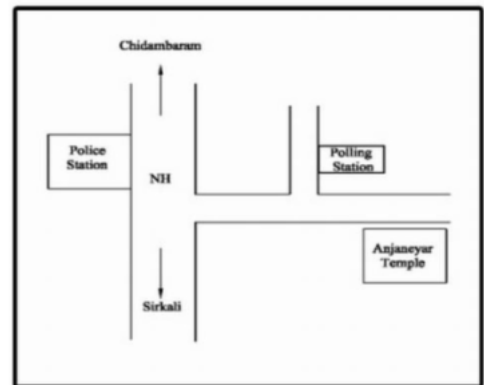 Chidambaram
Police
Station
NH
Polling
Station
Anjaneyar
Temple
Sirkali